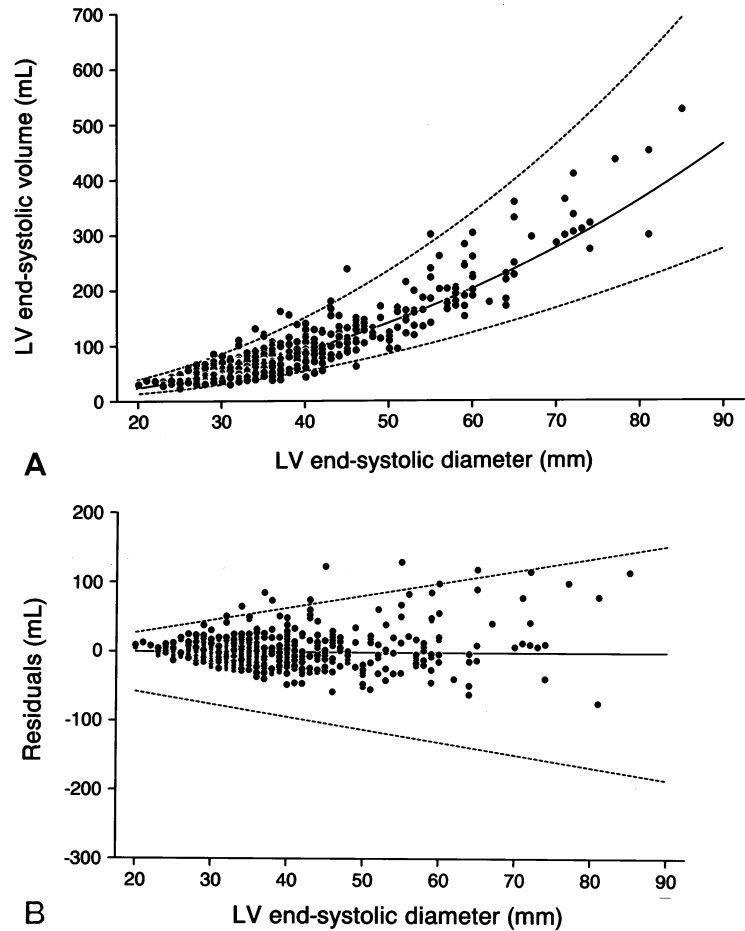 700
600
500
400
300
200
100
0
LV end-systolic volume (mL)
20 30 40 50 60 70 80 90
LV end-systolic diameter (mm)
A
200
100
0
-100
-200
-300
Residuals (mL)
20 30 40 50 60 70 80 90
LV end-systolic diameter (mm)
B